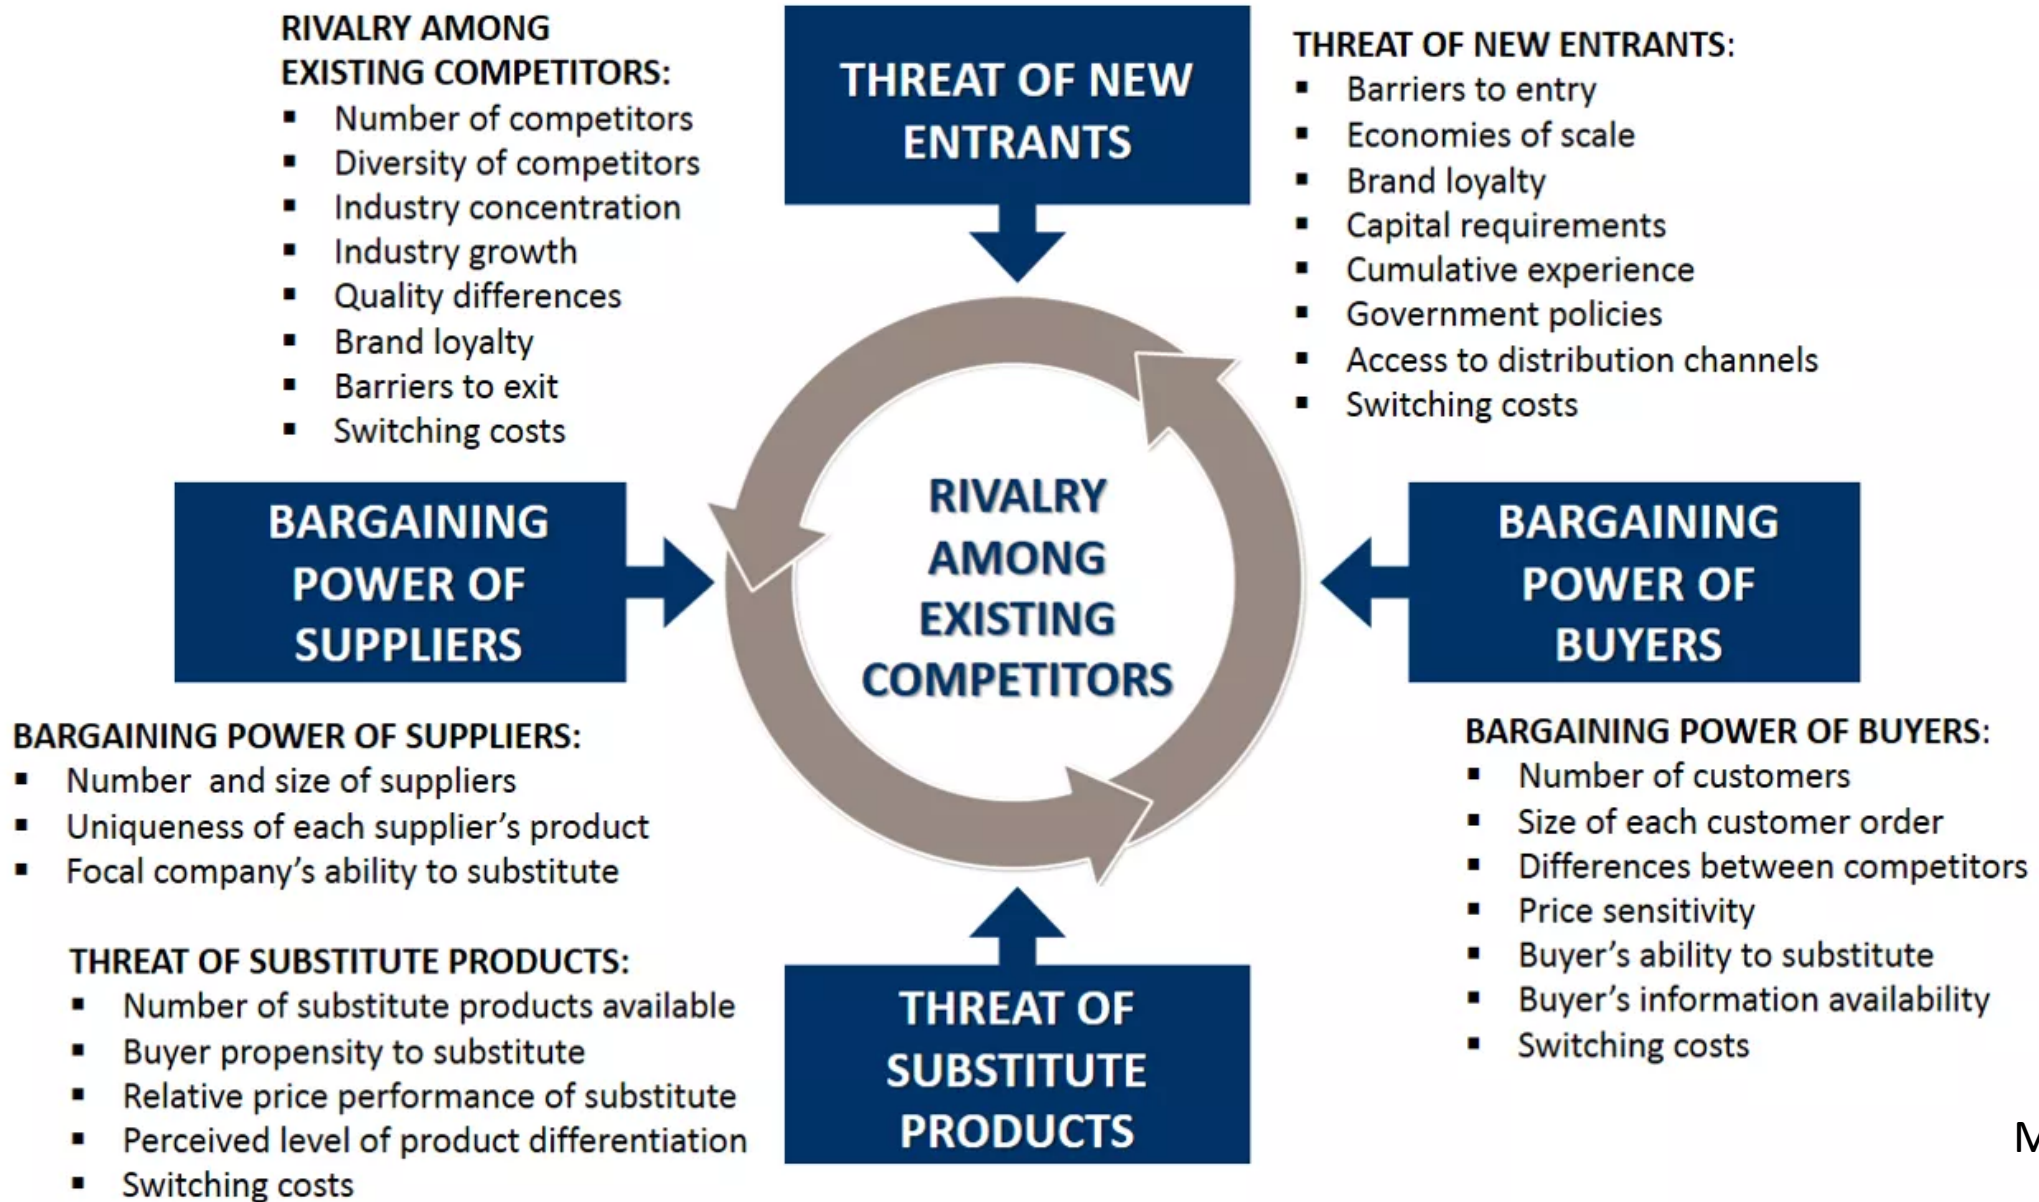 RIVALRY AMONG
EXISTING COMPETITORS:
▪ Number of competitors
▪ Diversity of competitors
▪ Industry concentration
▪ Industry growth
▪ Quality differences
▪ Brand loyalty
▪ Barriers to exit
▪ Switching costs
THREAT OF NEW
ENTRANTS
THREAT OF NEW ENTRANTS:
▪ Barriers to entry
▪ Economies of scale
▪ Brand loyalty
▪ Capital requirements
▪ Cumulative experience
▪ Government policies
▪ Access to distribution channels
▪ Switching costs
BARGAINING
POWER OF
SUPPLIERS
RIVALRY
AMONG
EXISTING
COMPETITORS
BARGAINING
POWER OF
BUYERS
BARGAINING POWER OF SUPPLIERS:
▪ Number and size of suppliers
▪ Uniqueness of each supplier’s product
▪ Focal company’s ability to substitute
BARGAINING POWER OF BUYERS:
▪ Number of customers
▪ Size of each customer order
▪ Differences between competitors
▪ Price sensitivity
▪ Buyer’s ability to substitute
▪ Buyer’s information availability
▪ Switching costs
THREAT OF SUBSTITUTE PRODUCTS:
▪ Number of substitute products available
▪ Buyer propensity to substitute
▪ Relative price performance of substitute
▪ Perceived level of product differentiation
▪ Switching costs
THREAT OF
SUBSTITUTE
PRODUCTS